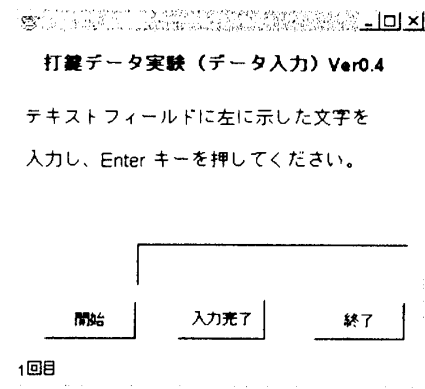 打鍵データ実験（データ入力）Ver0.4
テキストフィールドに左に示した文字を
入力し、Enter キーを押してください。
開始 入力完了 終了
1回目